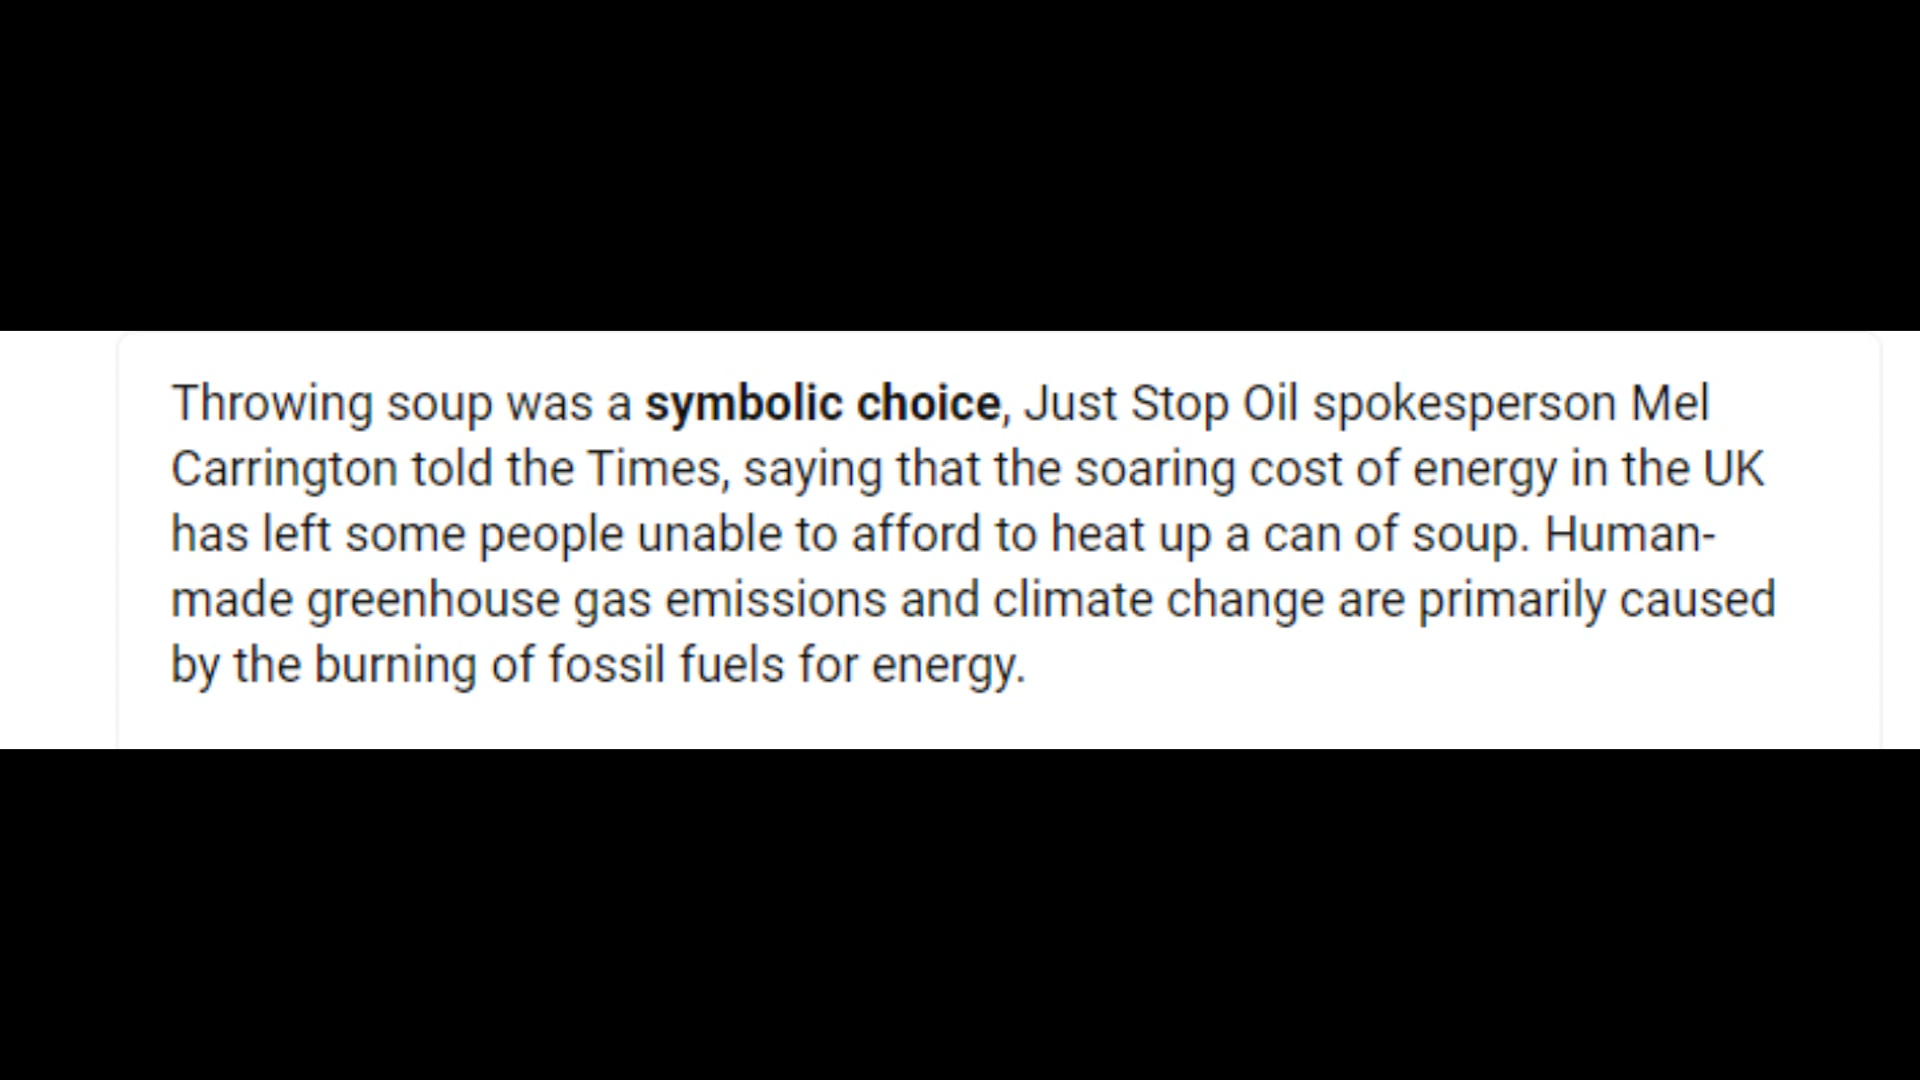 Throwing soup was a symbolic choice, Just Stop Oil spokesperson Mel
Carrington told the Times, saying that the soaring cost of energy in the UK
has left some people unable to afford to heat up a can of soup. Human-
made greenhouse gas emissions and climate change are primarily caused
by the burning of fossil fuels for energy.